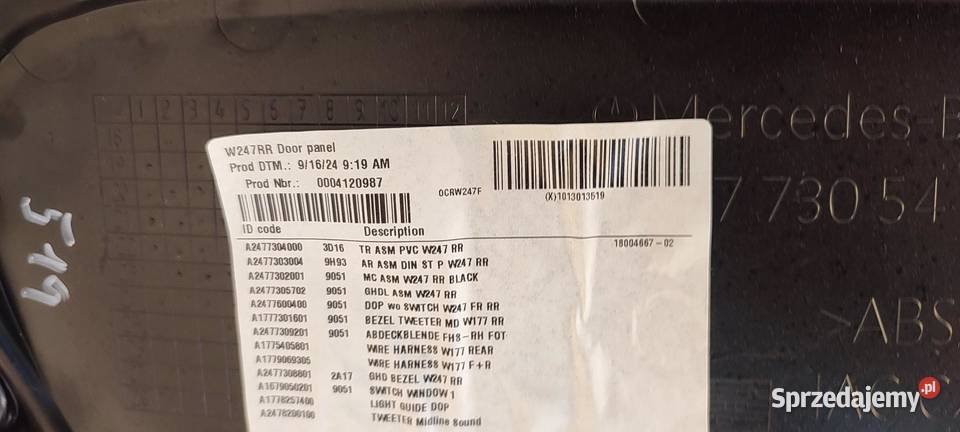 1 2 3 4 5 6 7 8 9 10 11 12
519
Mercedes-B
7 730 54
>ABS
W247RR Door panel
Prod DTM.: 9/16/24 9:19 AM
Prod Nbr.: 0004120987
0CRW247F
(X)1013013519
ID code Description
18004667-02
A2477304000 3D16 TR ASM PVC W247 RR
A2477303004 9H93 AR ASM DIN ST P W247 RR
A2477302001 9051 MC ASM W247 RR BLACK
A2477305702 9051 GHDL ASM W247 RR
A2477600400 9051 DOP wo SWITCH W247 FR RR
A1777301601 9051 BEZEL TWEETER MD W177 RR
A2477309201 9051 ABDECKBLENDE FHS-RH FOT
A1775405801 WIRE HARNESS W177 REAR
A1779069305 WIRE HARNESS W177 F+R
A2477308801 2A17 GHD BEZEL W247 RR
A1679050201 9051 SWITCH WINDOW 1
A1778257400 LIGHT GUIDE DOP
A2478200100 TWEETER Midline Sound
Sprzedajemy.pl